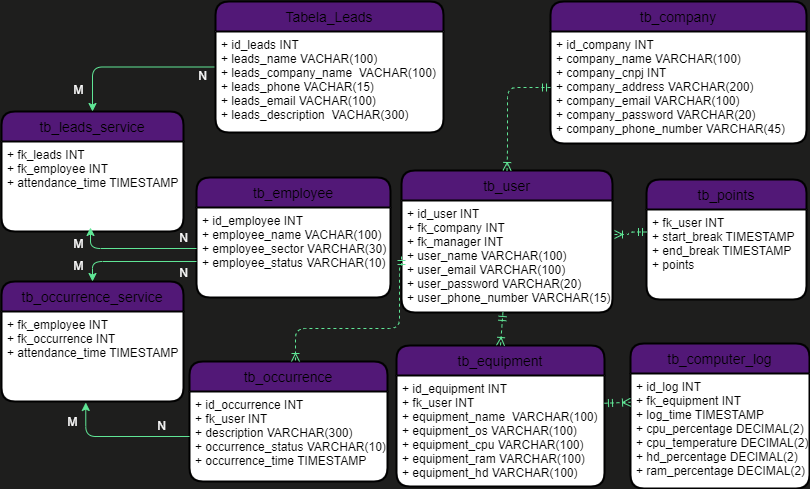 Tabela_Leads
+ id_leads INT
+ leads_name VACHAR(100)
+ leads_company_name VACHAR(100)
+ leads_phone VACHAR(15)
+ leads_email VACHAR(100)
+ leads_description VACHAR(300)
tb_company
+ id_company INT
+ company_name VARCHAR(100)
+ company_cnpj INT
+ company_address VARCHAR(200)
+ company_email VARCHAR(100)
+ company_password VARCHAR(20)
+ company_phone_number VARCHAR(45)
N
M
tb_leads_service
+ fk_leads INT
+ fk_employee INT
+ attendance_time TIMESTAMP
tb_employee
+ id_employee INT
+ employee_name VACHAR(100)
+ employee_sector VARCHAR(30)
+ employee_status VARCHAR(10)
tb_user
+ id_user INT
+ fk_company INT
+ fk_manager INT
+ user_name VARCHAR(100)
+ user_email VARCHAR(100)
+ user_password VARCHAR(20)
+ user_phone_number VARCHAR(15)
tb_points
+ fk_user INT
+ start_break TIMESTAMP
+ end_break TIMESTAMP
+ points
N
M
M
N
tb_occurrence_service
+ fk_employee INT
+ fk_occurrence INT
+ attendance_time TIMESTAMP
M
N
tb_occurrence
+ id_occurrence INT
+ fk_user INT
+ description VARCHAR(300)
+ occurrence_status VARCHAR(10)
+ occurrence_time TIMESTAMP
tb_equipment
+ id_equipment INT
+ fk_user INT
+ equipment_name VARCHAR(100)
+ equipment_os VARCHAR(100)
+ equipment_cpu VARCHAR(100)
+ equipment_ram VARCHAR(100)
+ equipment_hd VARCHAR(100)
tb_computer_log
+ id_log INT
+ fk_equipment INT
+ log_time TIMESTAMP
+ cpu_percentage DECIMAL(2)
+ cpu_temperature DECIMAL(2)
+ hd_percentage DECIMAL(2)
+ ram_percentage DECIMAL(2)